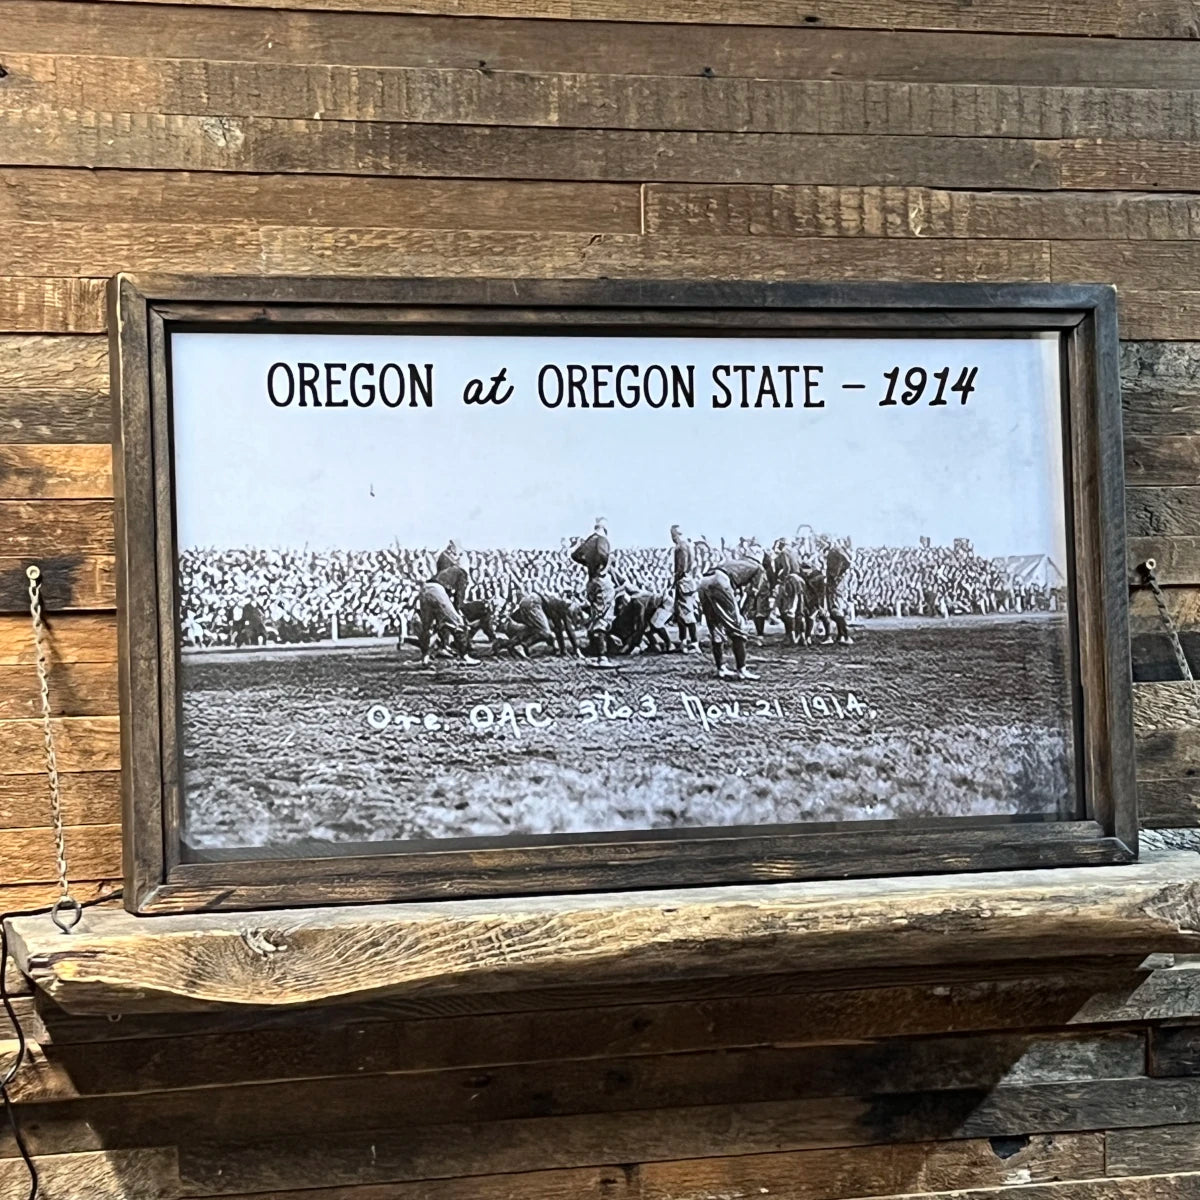 OREGON at OREGON STATE - 1914
Ore. OAC 3 to 3 Nov. 21 1914.